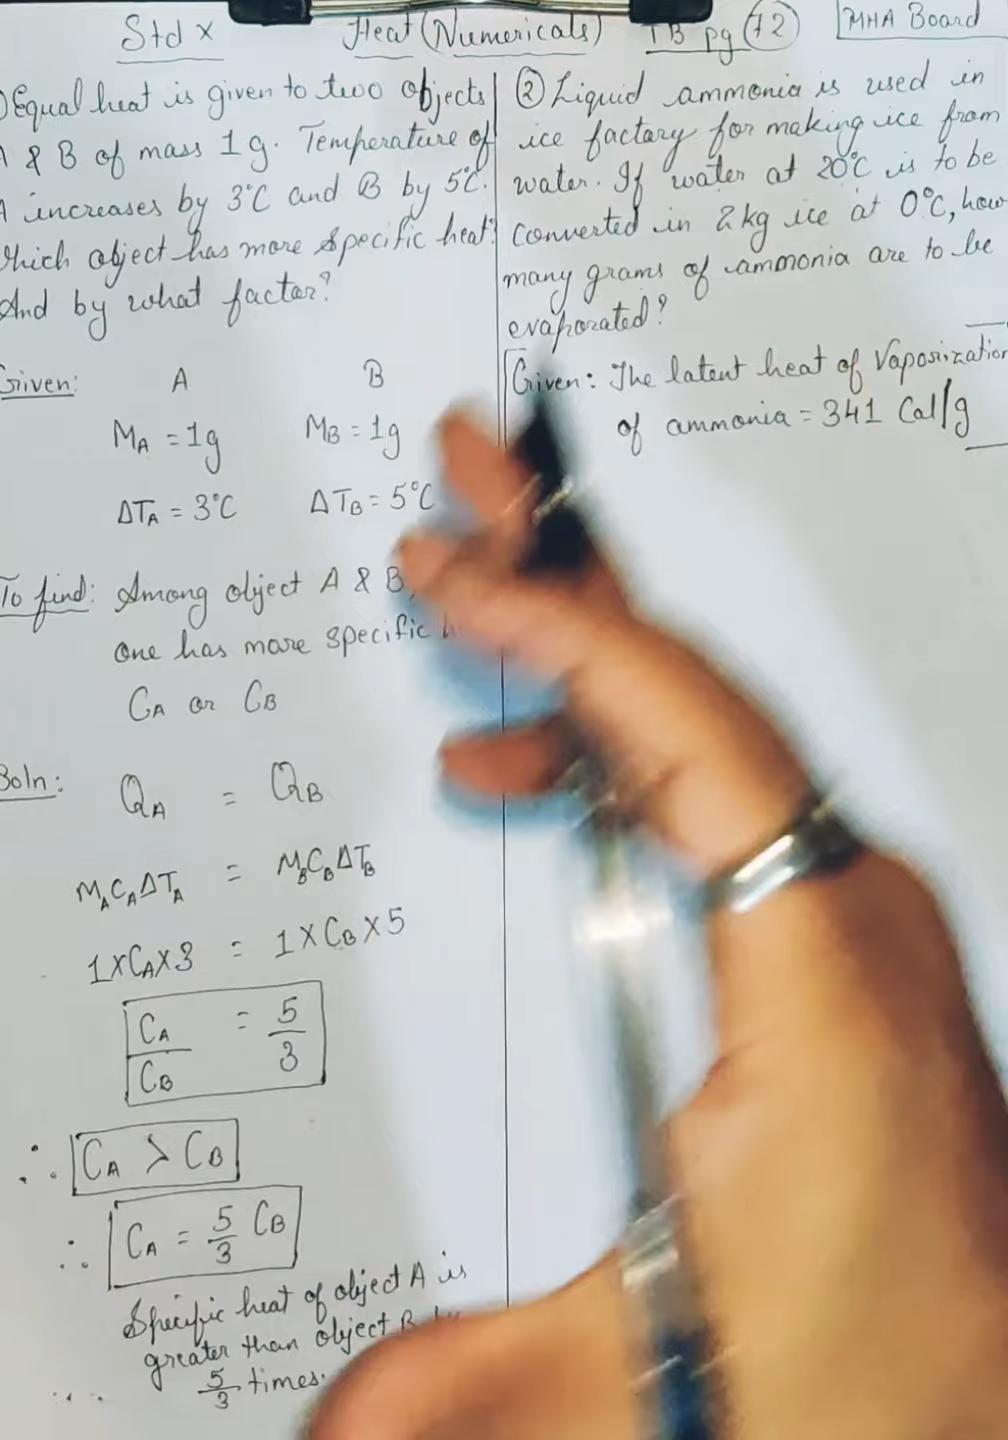 Std X Heat (Numericals) TB pg 72 MHA Board
Equal heat is given to two objects
A & B of mass 1g. Temperature of
A increases by 3°C and B by 5°C.
Which object has more specific heat?
And by what factor?
Given: A B
MA = 1g MB = 1g
ΔTA = 3°C ΔTB = 5°C
To find: Among object A & B,
one has more specific
CA or CB
Soln: QA = QB
MACAΔTA = MBCBΔTB
1×CA×3 = 1×CB×5
CA/CB = 5/3
∴ CA > CB
∴ CA = 5/3 CB
Specific heat of object A is
greater than object B
5/3 times.
② Liquid ammonia is used in
ice factory for making ice from
water. If water at 20°C is to be
converted in 2kg ice at 0°C, how
many grams of ammonia are to be
evaporated?
Given: The latent heat of Vaporization
of ammonia = 341 Cal/g